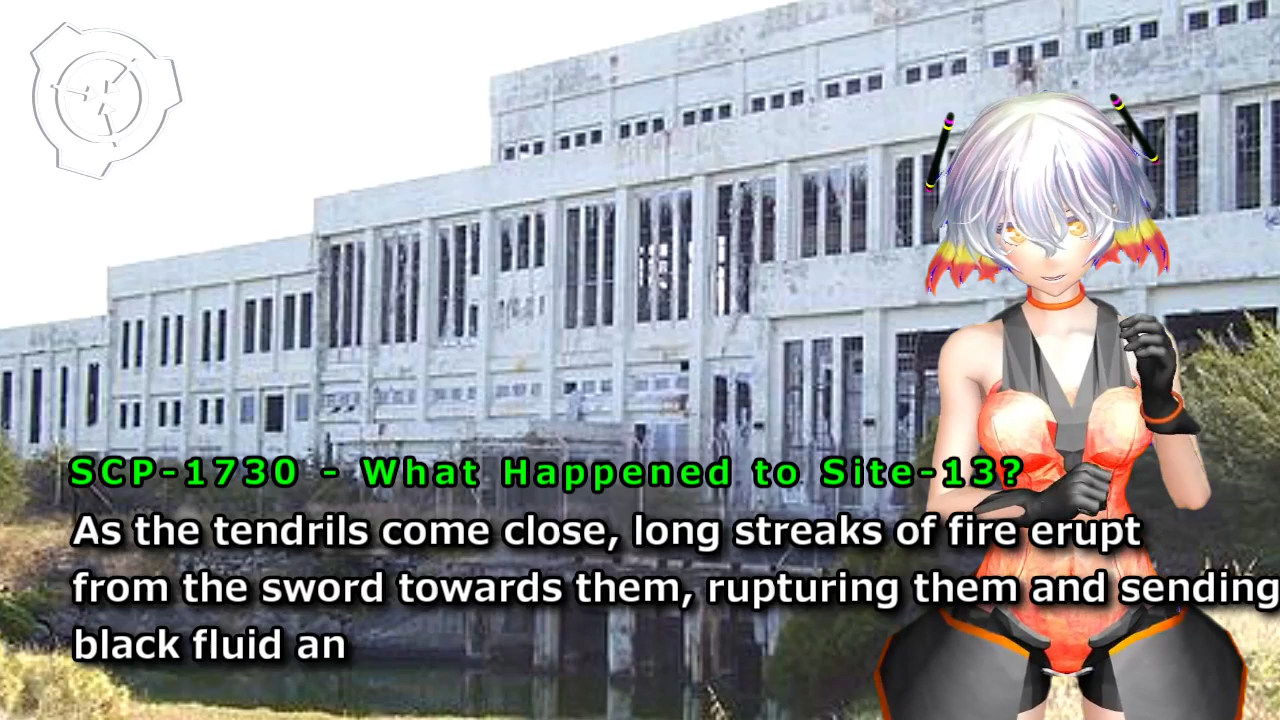 SCP-1730 - What Happened to Site-13?
As the tendrils come close, long streaks of fire erupt
from the sword towards them, rupturing them and sending
black fluid an